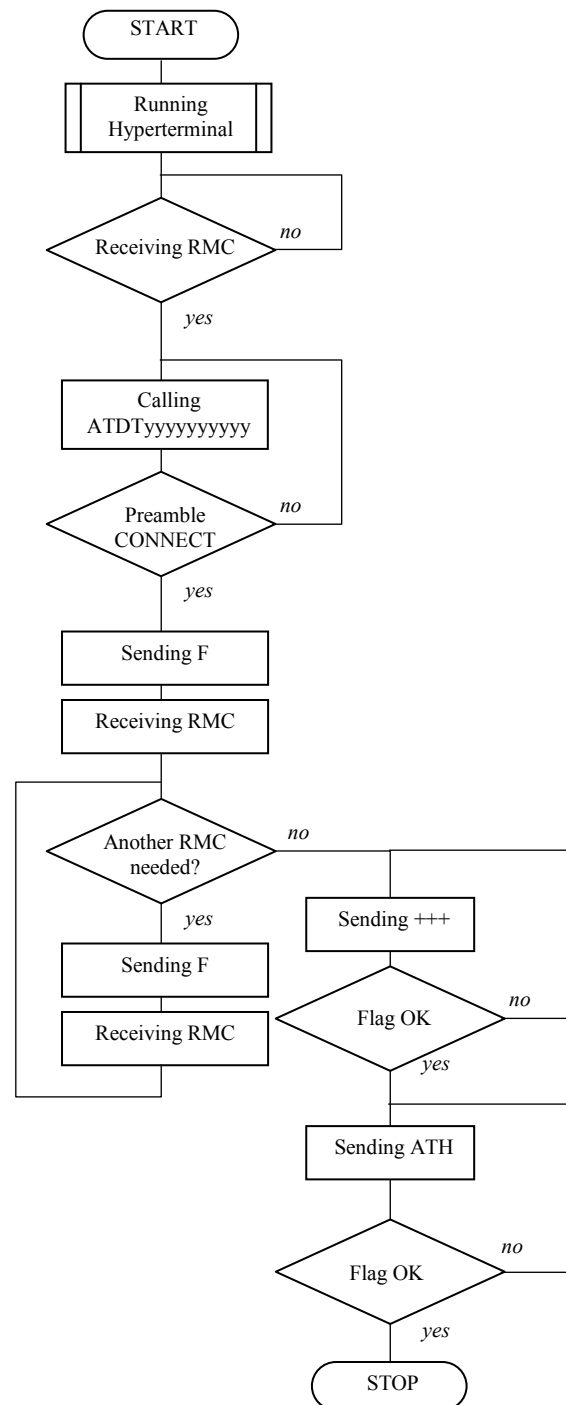 START
Running
Hyperterminal
Receiving RMC
no
yes
Calling
ATDTyyyyyyyyyy
Preamble
CONNECT
no
yes
Sending F
Receiving RMC
Another RMC
needed?
no
yes
Sending F
Receiving RMC
Sending +++
Flag OK
no
yes
Sending ATH
Flag OK
no
yes
STOP